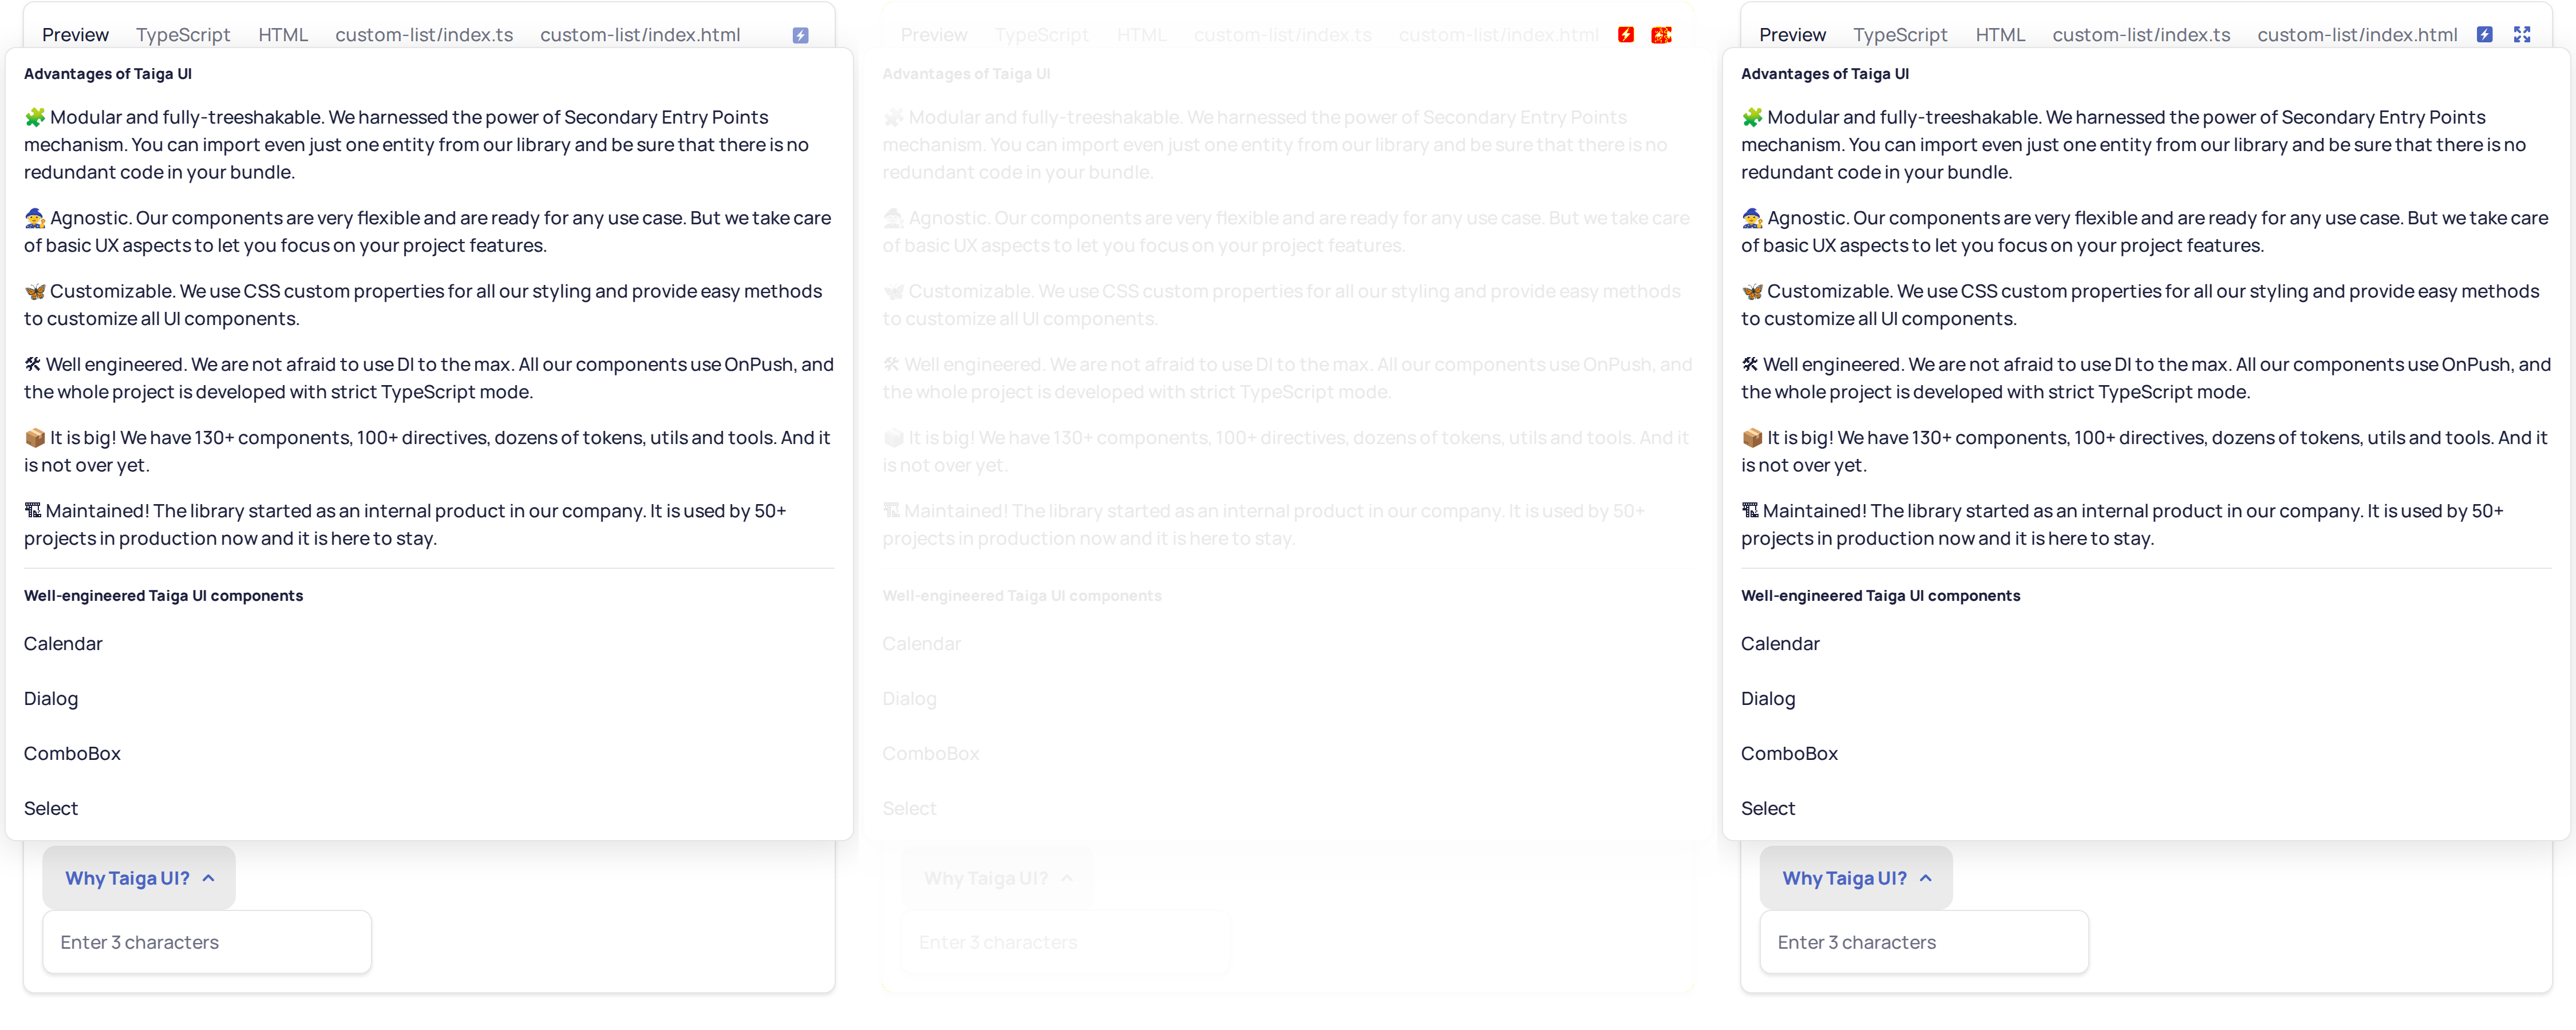 Preview TypeScript HTML custom-list/index.ts custom-list/index.html
Advantages of Taiga UI
🧩 Modular and fully-treeshakable. We harnessed the power of Secondary Entry Points
mechanism. You can import even just one entity from our library and be sure that there is no
redundant code in your bundle.
🧙 Agnostic. Our components are very flexible and are ready for any use case. But we take care
of basic UX aspects to let you focus on your project features.
🦋 Customizable. We use CSS custom properties for all our styling and provide easy methods
to customize all UI components.
🛠 Well engineered. We are not afraid to use DI to the max. All our components use OnPush, and
the whole project is developed with strict TypeScript mode.
📦 It is big! We have 130+ components, 100+ directives, dozens of tokens, utils and tools. And it
is not over yet.
🏗 Maintained! The library started as an internal product in our company. It is used by 50+
projects in production now and it is here to stay.
Well-engineered Taiga UI components
Calendar
Dialog
ComboBox
Select
Why Taiga UI?
Enter 3 characters
Preview TypeScript HTML custom-list/index.ts custom-list/index.html
Advantages of Taiga UI
🧩 Modular and fully-treeshakable. We harnessed the power of Secondary Entry Points
mechanism. You can import even just one entity from our library and be sure that there is no
redundant code in your bundle.
🧙 Agnostic. Our components are very flexible and are ready for any use case. But we take care
of basic UX aspects to let you focus on your project features.
🦋 Customizable. We use CSS custom properties for all our styling and provide easy methods
to customize all UI components.
🛠 Well engineered. We are not afraid to use DI to the max. All our components use OnPush, and
the whole project is developed with strict TypeScript mode.
📦 It is big! We have 130+ components, 100+ directives, dozens of tokens, utils and tools. And it
is not over yet.
🏗 Maintained! The library started as an internal product in our company. It is used by 50+
projects in production now and it is here to stay.
Well-engineered Taiga UI components
Calendar
Dialog
ComboBox
Select
Why Taiga UI?
Enter 3 characters
Preview TypeScript HTML custom-list/index.ts custom-list/index.html
Advantages of Taiga UI
🧩 Modular and fully-treeshakable. We harnessed the power of Secondary Entry Points
mechanism. You can import even just one entity from our library and be sure that there is no
redundant code in your bundle.
🧙 Agnostic. Our components are very flexible and are ready for any use case. But we take care
of basic UX aspects to let you focus on your project features.
🦋 Customizable. We use CSS custom properties for all our styling and provide easy methods
to customize all UI components.
🛠 Well engineered. We are not afraid to use DI to the max. All our components use OnPush, and
the whole project is developed with strict TypeScript mode.
📦 It is big! We have 130+ components, 100+ directives, dozens of tokens, utils and tools. And it
is not over yet.
🏗 Maintained! The library started as an internal product in our company. It is used by 50+
projects in production now and it is here to stay.
Well-engineered Taiga UI components
Calendar
Dialog
ComboBox
Select
Why Taiga UI?
Enter 3 characters